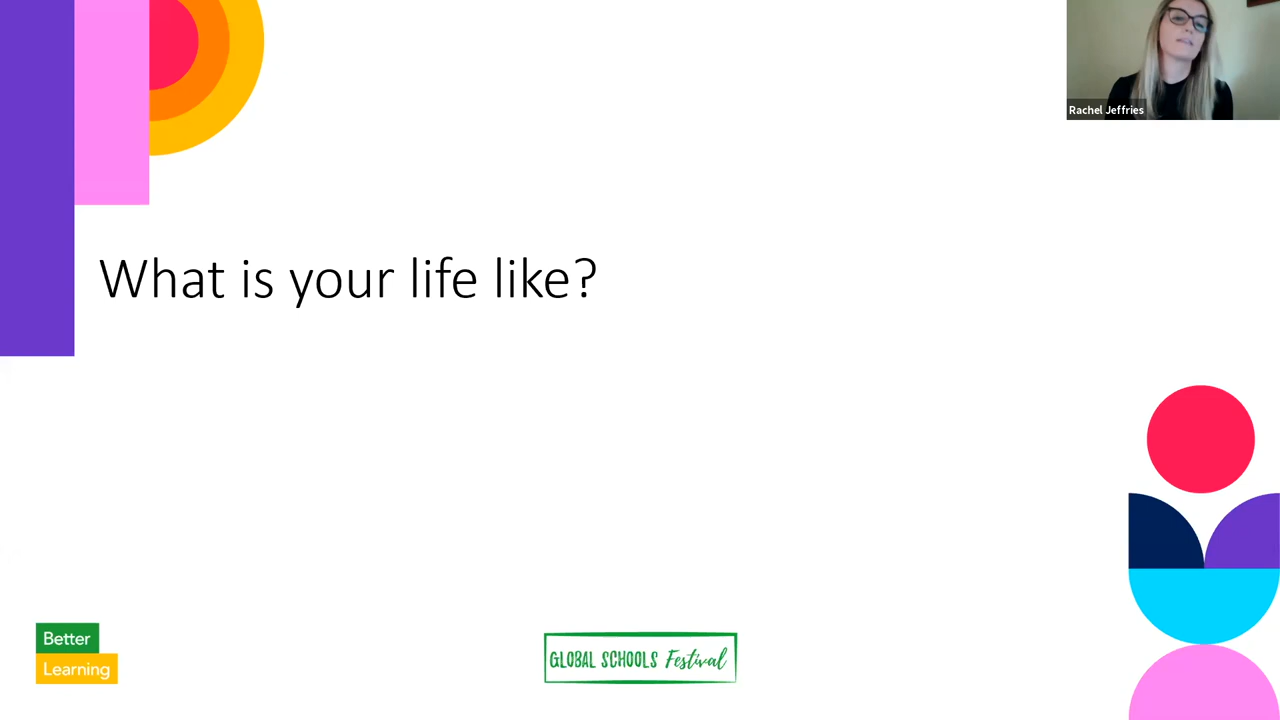 Rachel Jeffries
What is your life like?
Better
Learning
GLOBAL SCHOOLS Festival